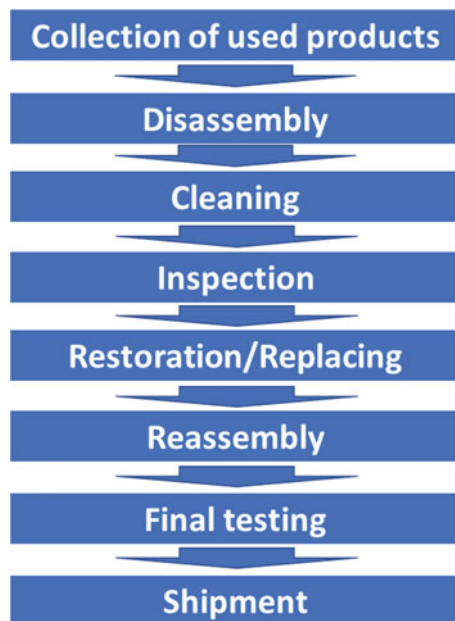 Collection of used products
Disassembly
Cleaning
Inspection
Restoration/Replacing
Reassembly
Final testing
Shipment